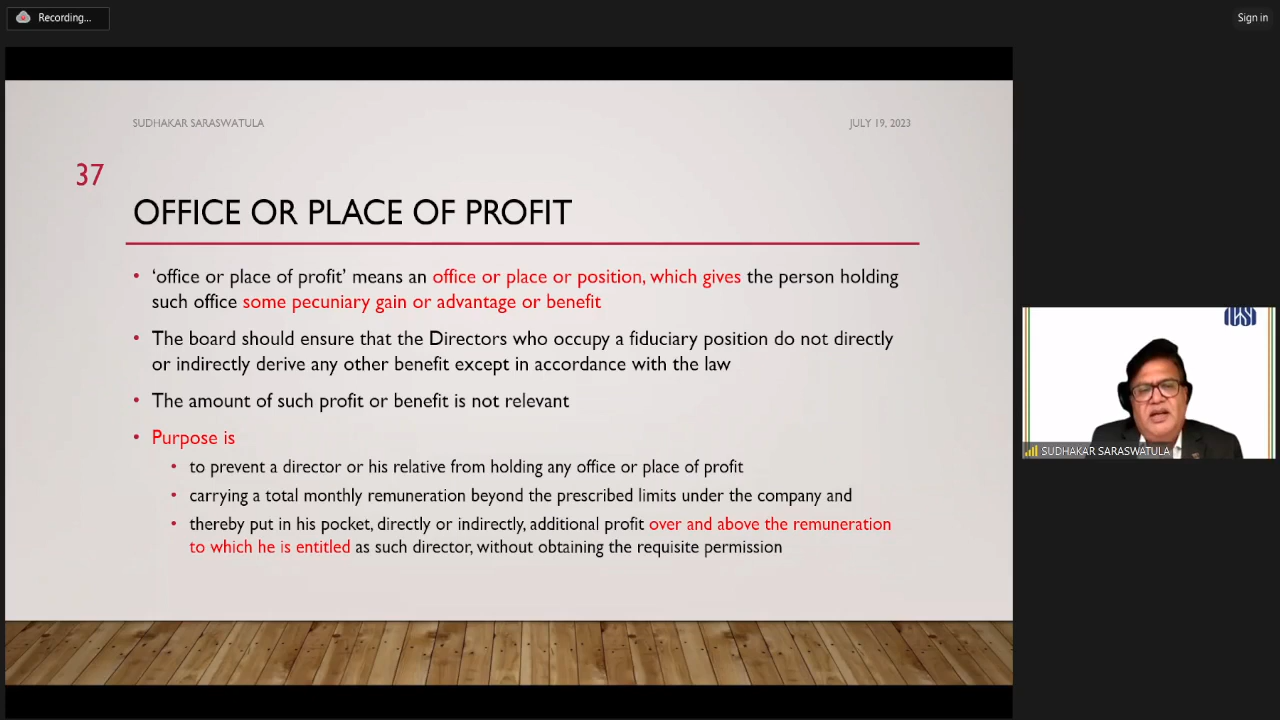 Recording...
Sign in
SUDHAKAR SARASWATULA
JULY 19, 2023
37
OFFICE OR PLACE OF PROFIT
• ‘office or place of profit’ means an office or place or position, which gives the person holding
such office some pecuniary gain or advantage or benefit
• The board should ensure that the Directors who occupy a fiduciary position do not directly
or indirectly derive any other benefit except in accordance with the law
• The amount of such profit or benefit is not relevant
• Purpose is
• to prevent a director or his relative from holding any office or place of profit
• carrying a total monthly remuneration beyond the prescribed limits under the company and
• thereby put in his pocket, directly or indirectly, additional profit over and above the remuneration
to which he is entitled as such director, without obtaining the requisite permission
ICSI
SUDHAKAR SARASWATULA